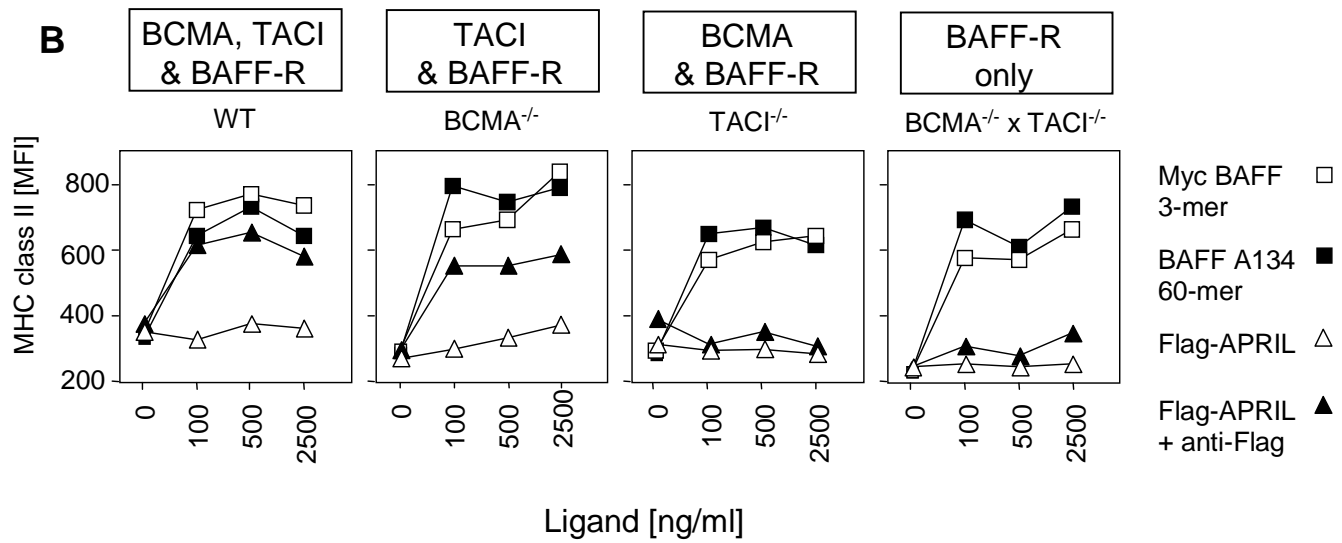 B
BCMA, TACI
& BAFF-R
TACI
& BAFF-R
BCMA
& BAFF-R
BAFF-R
only
WT
BCMA-/-
TACI-/-
BCMA-/- x TACI-/-
MHC class II [MFI]
800
600
400
200
0
100
500
2500
0
100
500
2500
0
100
500
2500
0
100
500
2500
Ligand [ng/ml]
Myc BAFF
3-mer
BAFF A134
60-mer
Flag-APRIL
Flag-APRIL
+ anti-Flag